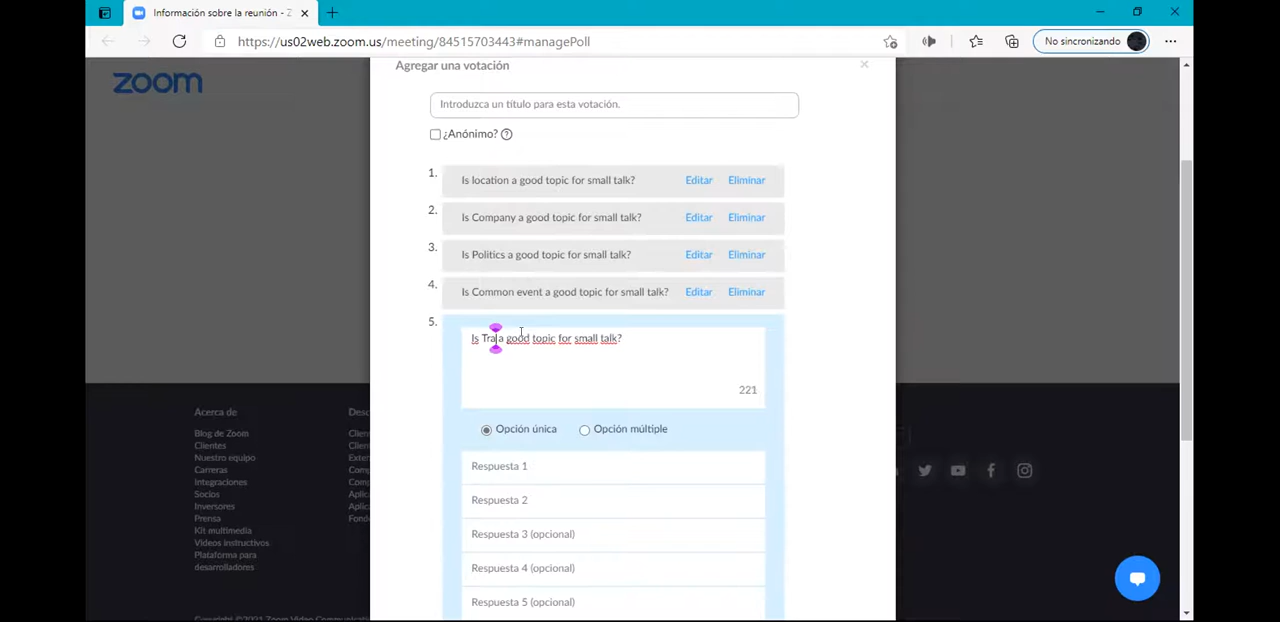 Información sobre la reunión - Z
https://us02web.zoom.us/meeting/84515703443#managePoll
No sincronizando
zoom
Agregar una votación
Introduzca un título para esta votación.
¿Anónimo?
1.
Is location a good topic for small talk?
Editar
Eliminar
2.
Is Company a good topic for small talk?
Editar
Eliminar
3.
Is Politics a good topic for small talk?
Editar
Eliminar
4.
Is Common event a good topic for small talk?
Editar
Eliminar
5.
Is Tra a good topic for small talk?
221
Opción única
Opción múltiple
Respuesta 1
Respuesta 2
Respuesta 3 (opcional)
Respuesta 4 (opcional)
Respuesta 5 (opcional)
Acerca de
Blog de Zoom
Clientes
Nuestro equipo
Carreras
Integraciones
Socios
Inversores
Prensa
Kit multimedia
Vídeos instructivos
Plataforma para
desarrolladores